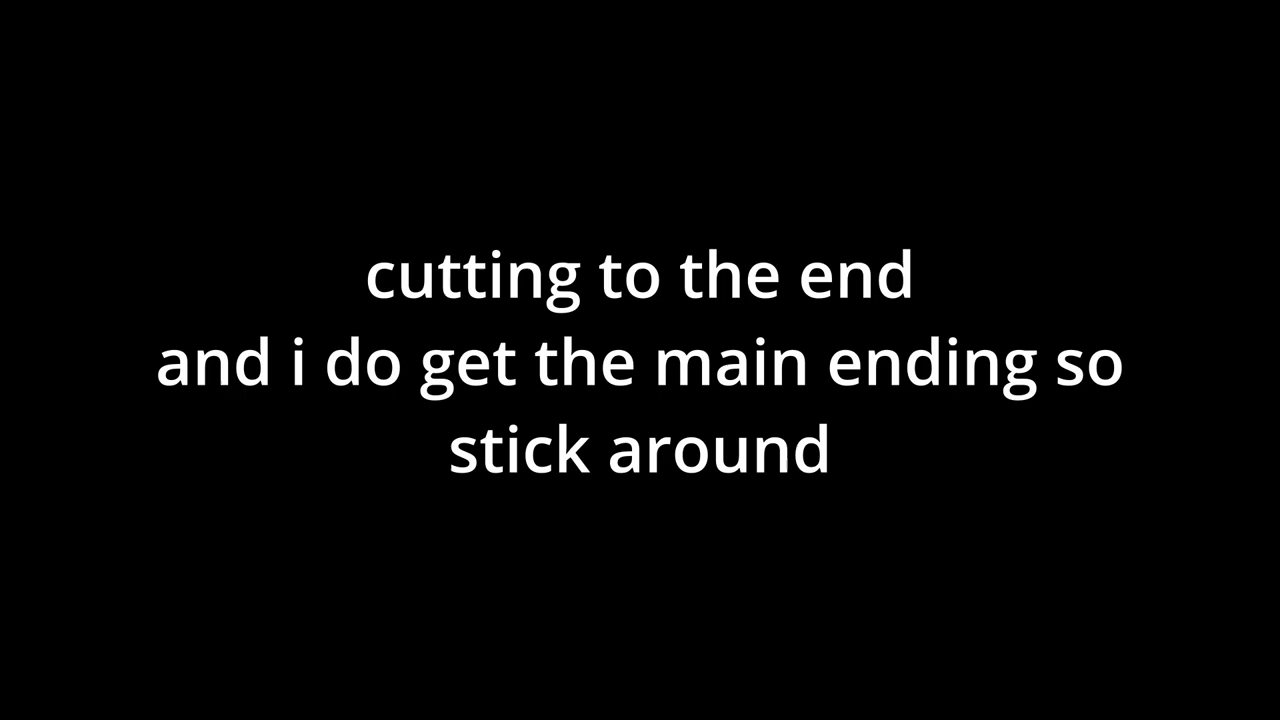 cutting to the end
and i do get the main ending so
stick around